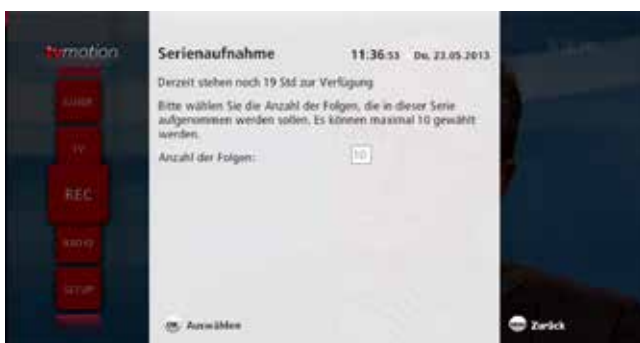 tvmotion
Serienaufnahme 11:36:53 Do, 23.05.2013
Derzeit stehen noch 19 Std zur Verfügung
Bitte wählen Sie die Anzahl der Folgen, die in dieser Serie
aufgenommen werden sollen. Es können maximal 10 gewählt
werden.
Anzahl der Folgen: 10
TV
REC
RADIO
SETUP
OK Auswählen
Zurück